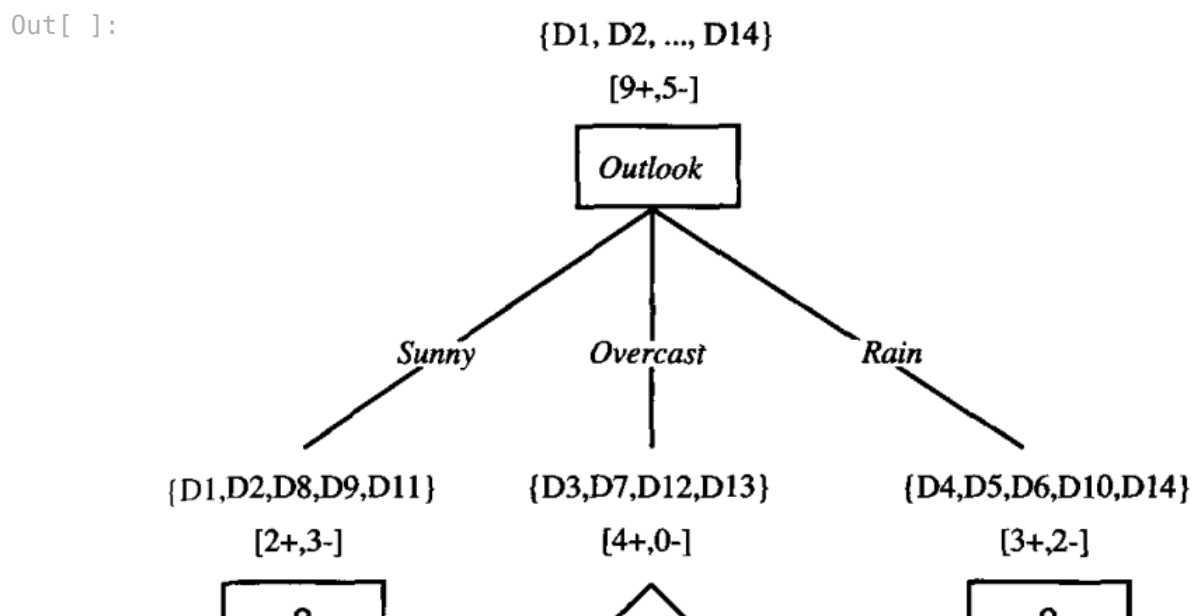 Out[ ]:
{D1, D2, ..., D14}
[9+,5-]
Outlook
Sunny Overcast Rain
{D1,D2,D8,D9,D11} {D3,D7,D12,D13} {D4,D5,D6,D10,D14}
[2+,3-] [4+,0-] [3+,2-]